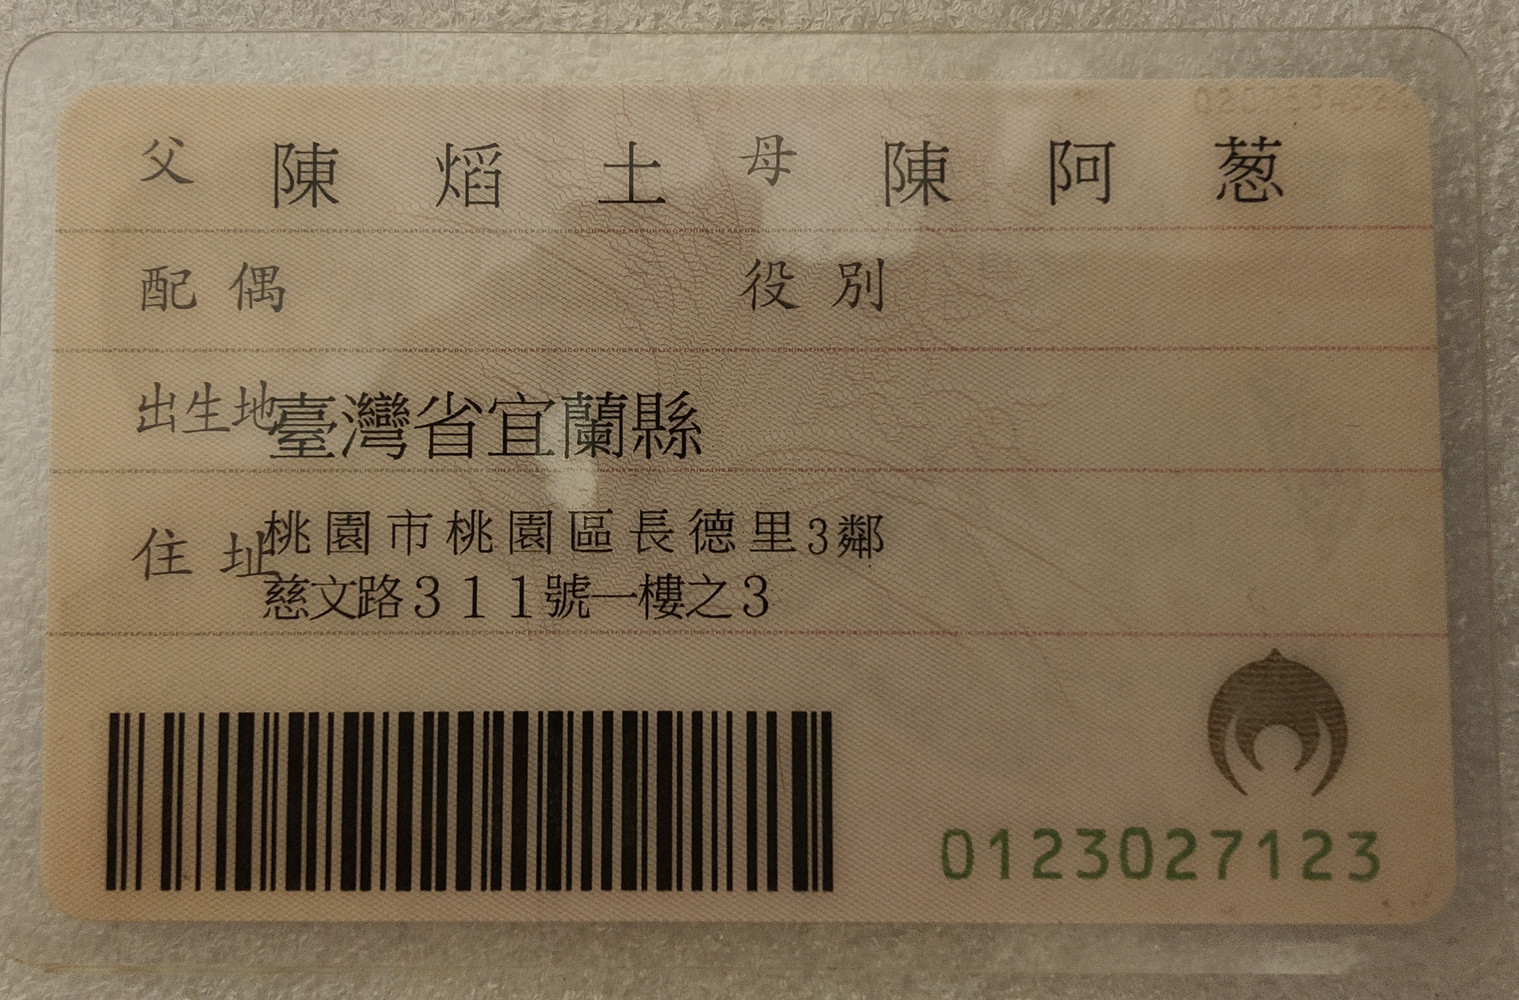 父 陳 熖 土 母 陳 阿 葱
配偶 役別
出生地 臺灣省宜蘭縣
住址 桃園市桃園區長德里3鄰
慈文路311號一樓之3
0123027123